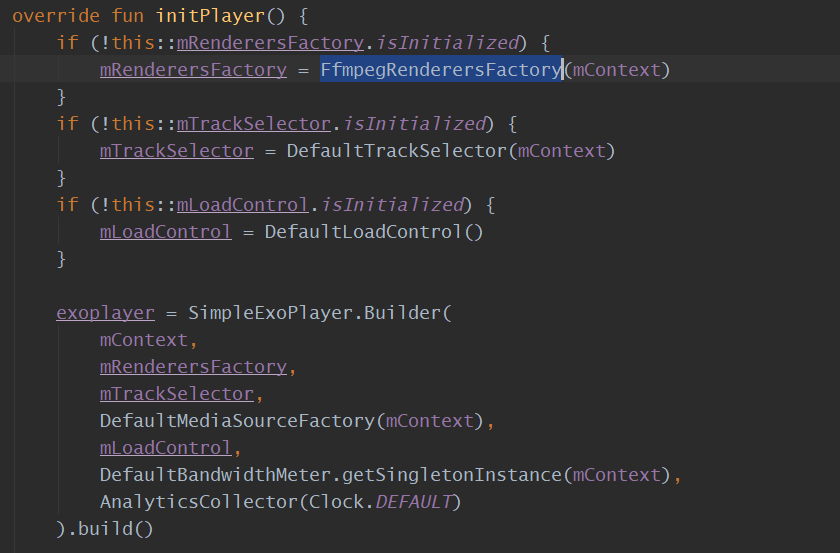 override fun initPlayer() {
if (!this::mRenderersFactory.isInitialized) {
mRenderersFactory = FfmpegRenderersFactory(mContext)
}
if (!this::mTrackSelector.isInitialized) {
mTrackSelector = DefaultTrackSelector(mContext)
}
if (!this::mLoadControl.isInitialized) {
mLoadControl = DefaultLoadControl()
}
exoplayer = SimpleExoPlayer.Builder(
mContext,
mRenderersFactory,
mTrackSelector,
DefaultMediaSourceFactory(mContext),
mLoadControl,
DefaultBandwidthMeter.getSingletonInstance(mContext),
AnalyticsCollector(Clock.DEFAULT)
).build()